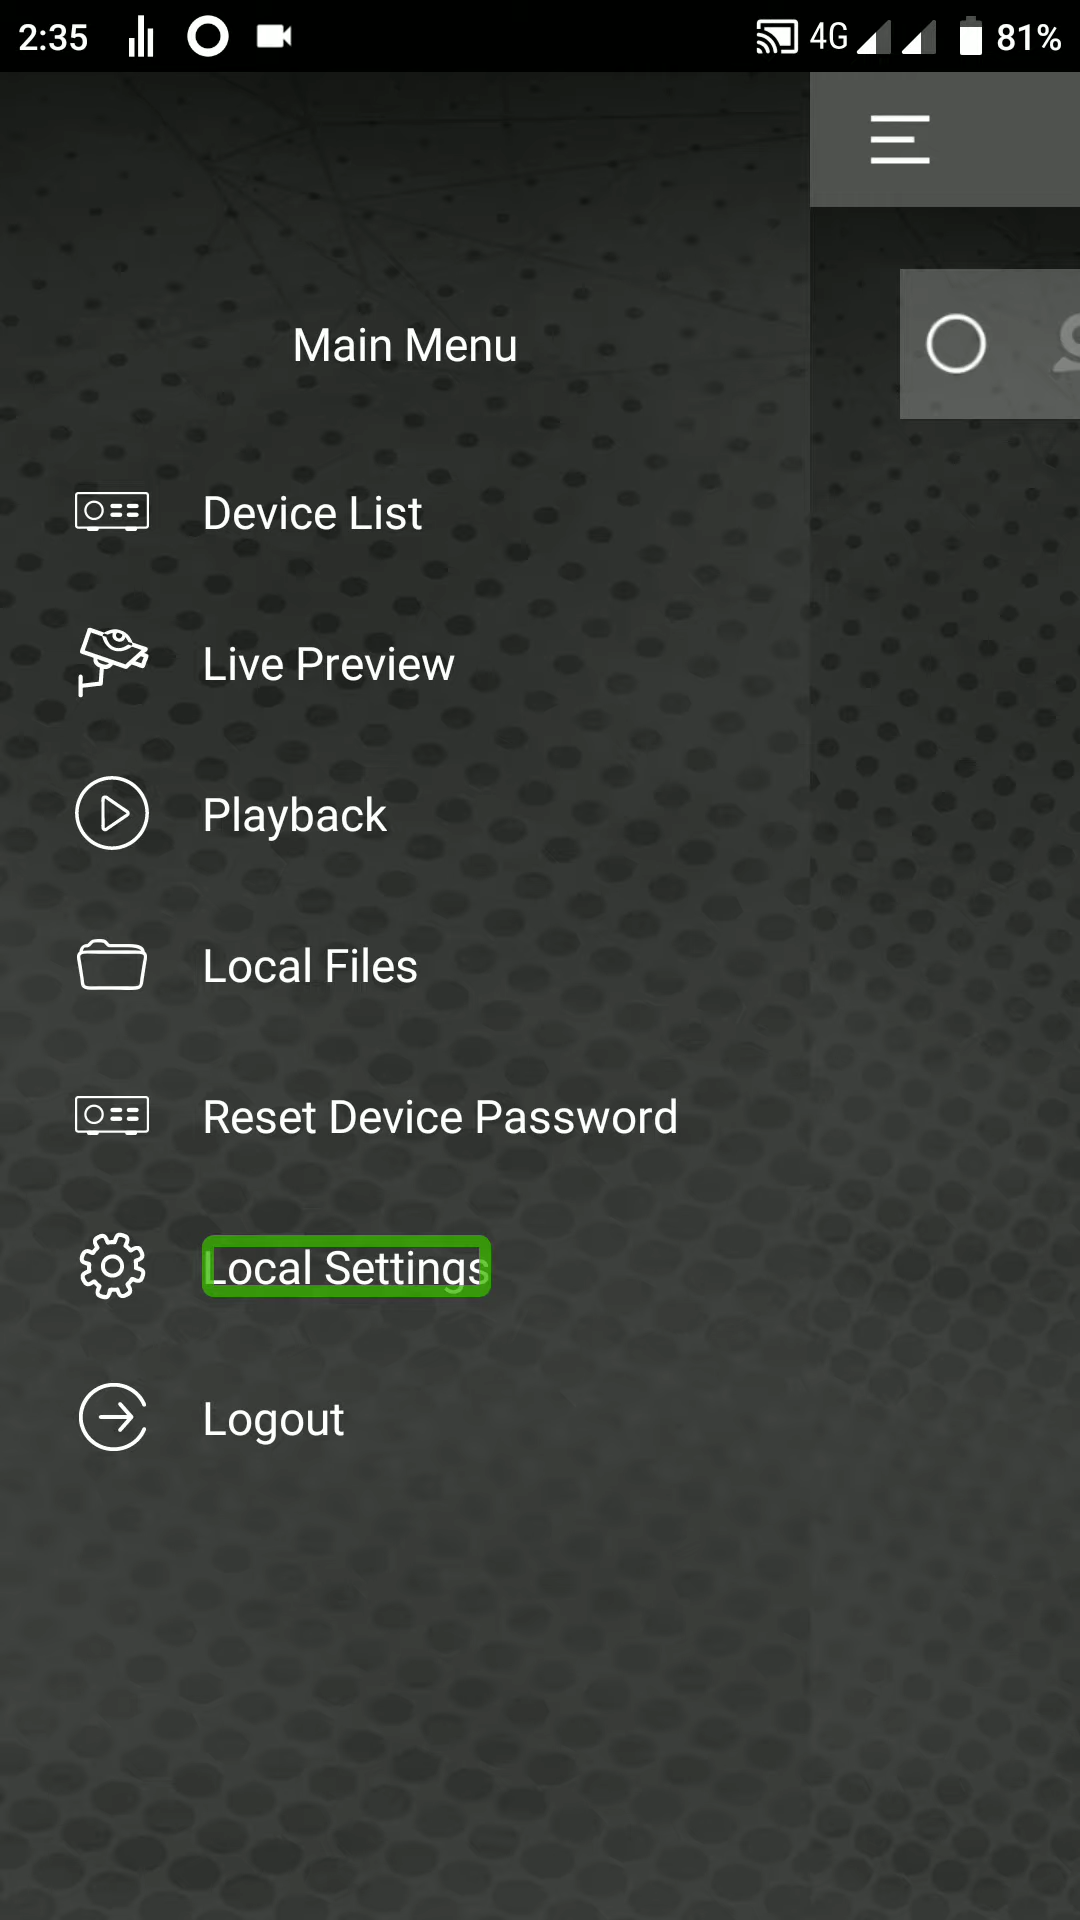 2:35 4G 81%
Main Menu
Device List
Live Preview
Playback
Local Files
Reset Device Password
Local Settings
Logout